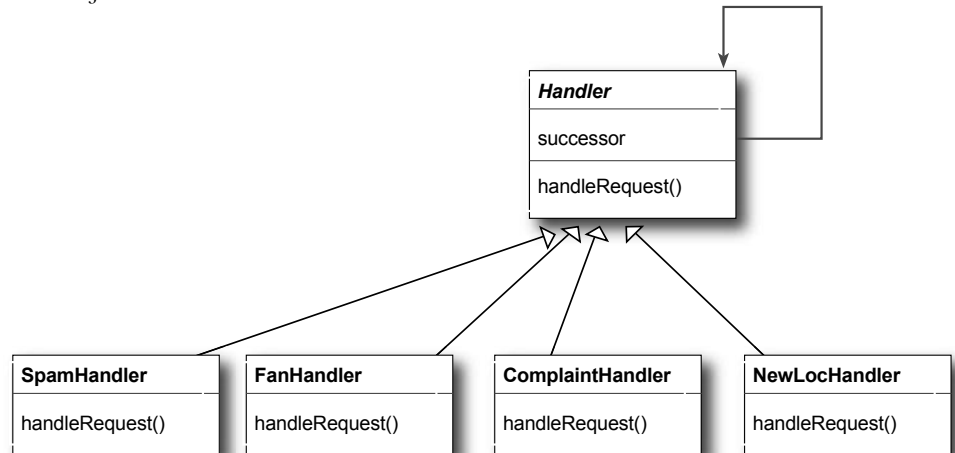 Handler
successor
handleRequest()
SpamHandler FanHandler ComplaintHandler NewLocHandler
handleRequest() handleRequest() handleRequest() handleRequest()